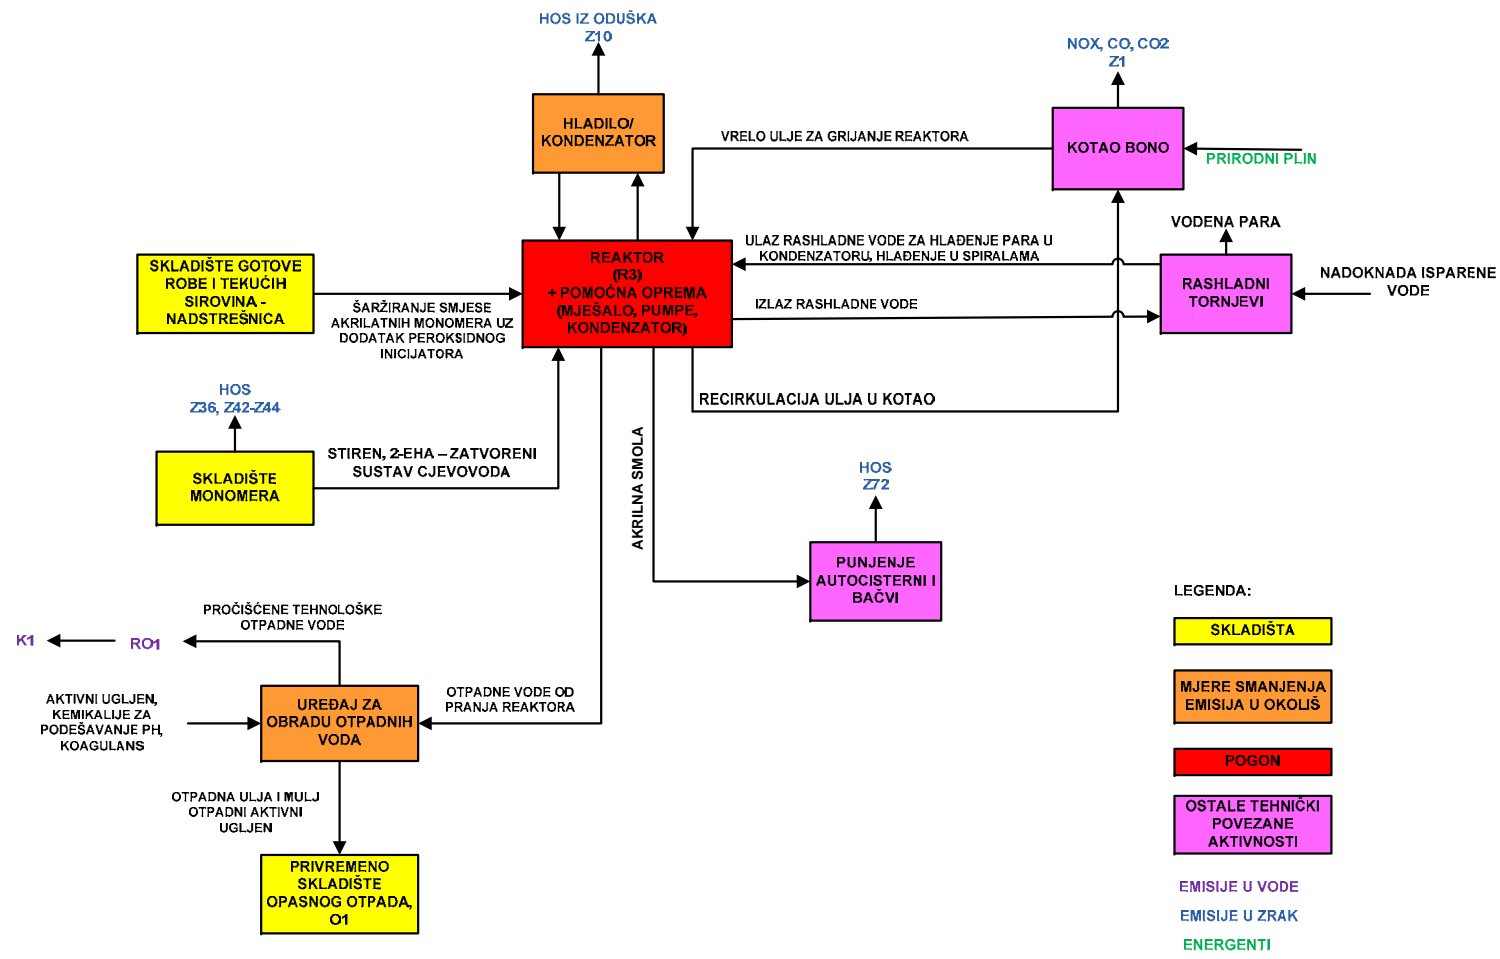 HOS IZ ODUŠKA
Z10
NOX, CO, CO2
Z1
HLADILO/
KONDENZATOR
VRELO ULJE ZA GRIJANJE REAKTORA
KOTAO BONO
PRIRODNI PLIN
VODENA PARA
SKLADIŠTE GOTOVE
ROBE I TEKUĆIH
SIROVINA -
NADSTREŠNICA
ŠARŽIRANJE SMJESE
AKRILATNIH MONOMERA UZ
DODATAK PEROKSIDNOG
INICIJATORA
REAKTOR
(R3)
+ POMOĆNA OPREMA
(MJEŠALO, PUMPE,
KONDENZATOR)
ULAZ RASHLADNE VODE ZA HLAĐENJE PARA U
KONDENZATORU, HLAĐENJE U SPIRALAMA
IZLAZ RASHLADNE VODE
RASHLADNI
TORNJEVI
NADOKNADA ISPARENE
VODE
RECIRKULACIJA ULJA U KOTAO
HOS
Z36, Z42-Z44
SKLADIŠTE
MONOMERA
STIREN, 2-EHA – ZATVORENI
SUSTAV CJEVOVODA
AKRILNA SMOLA
HOS
Z72
PUNJENJE
AUTOCISTERNI I
BAČVI
PROČIŠĆENE TEHNOLOŠKE
OTPADNE VODE
K1
RO1
AKTIVNI UGLJEN,
KEMIKALIJE ZA
PODEŠAVANJE PH,
KOAGULANS
UREĐAJ ZA
OBRADU OTPADNIH
VODA
OTPADNE VODE OD
PRANJA REAKTORA
OTPADNA ULJA I MULJ
OTPADNI AKTIVNI
UGLJEN
PRIVREMENO
SKLADIŠTE
OPASNOG OTPADA,
O1
LEGENDA:
SKLADIŠTA
MJERE SMANJENJA
EMISIJA U OKOLIŠ
POGON
OSTALE TEHNIČKI
POVEZANE
AKTIVNOSTI
EMISIJE U VODE
EMISIJE U ZRAK
ENERGENTI